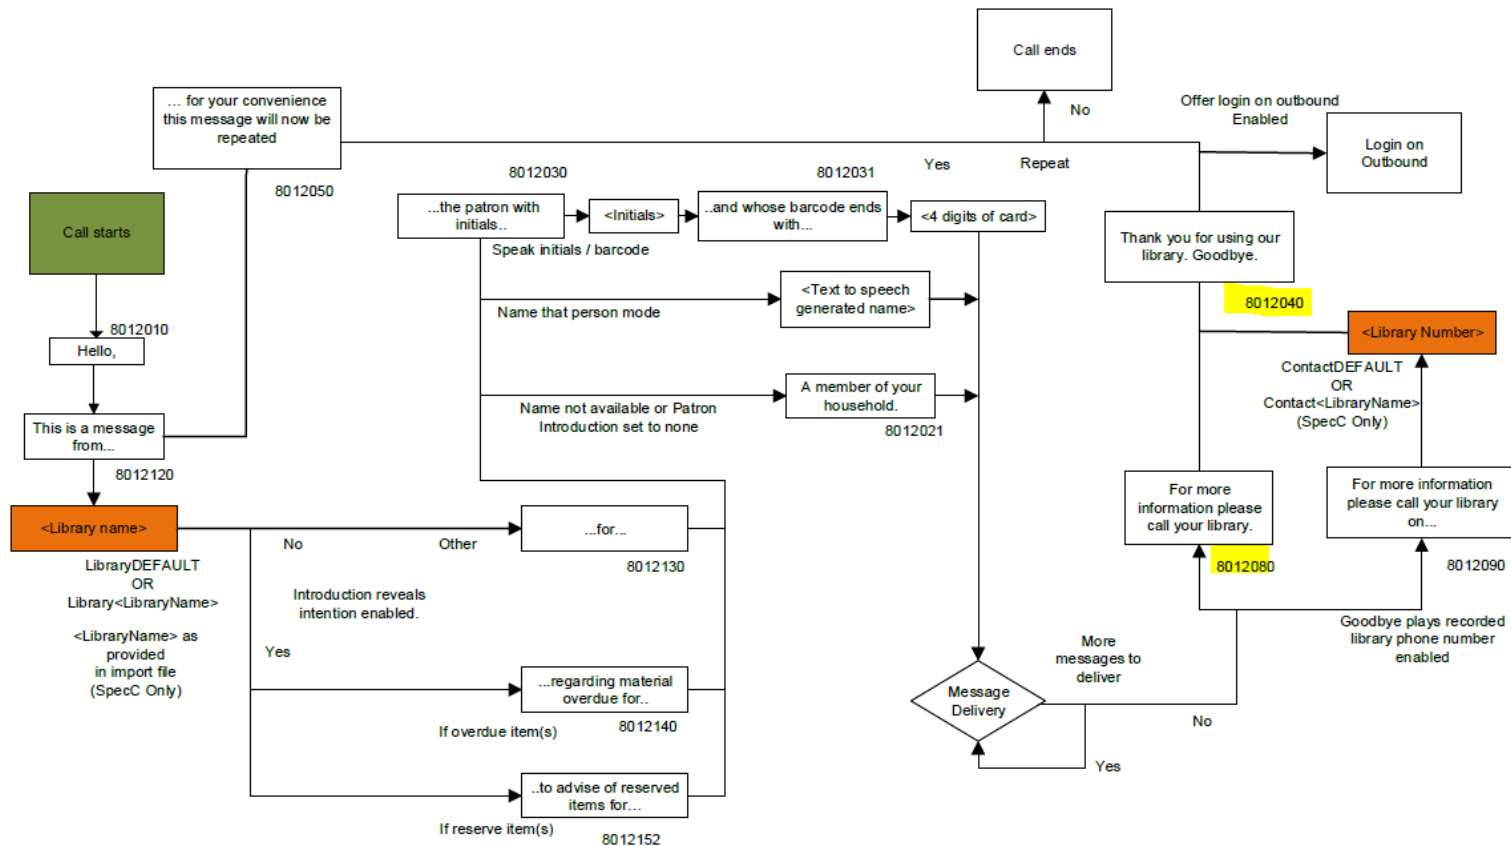 Call ends
... for your convenience
this message will now be
repeated
No
Offer login on outbound
Enabled
Login on
Outbound
8012050
8012030
8012031
Yes
Repeat
Call starts
...the patron with
initials..
<Initials>
..and whose barcode ends
with...
<4 digits of card>
Speak initials / barcode
Thank you for using our
library. Goodbye.
8012040
<Text to speech
generated name>
Name that person mode
8012010
Hello,
<Library Number>
ContactDEFAULT
OR
Contact<LibraryName>
(SpecC Only)
A member of your
household.
Name not available or Patron
Introduction set to none
8012021
This is a message
from...
8012120
For more
information please
call your library.
8012080
For more information
please call your library
on...
8012090
<Library name>
No
Other
...for...
8012130
LibraryDEFAULT
OR
Library<LibraryName>
<LibraryName> as
provided
in import file
(SpecC Only)
Introduction reveals
intention enabled.
Yes
Goodbye plays recorded
library phone number
enabled
More
messages to
deliver
...regarding material
overdue for..
8012140
If overdue item(s)
Message
Delivery
No
Yes
..to advise of reserved
items for...
If reserve item(s)
8012152